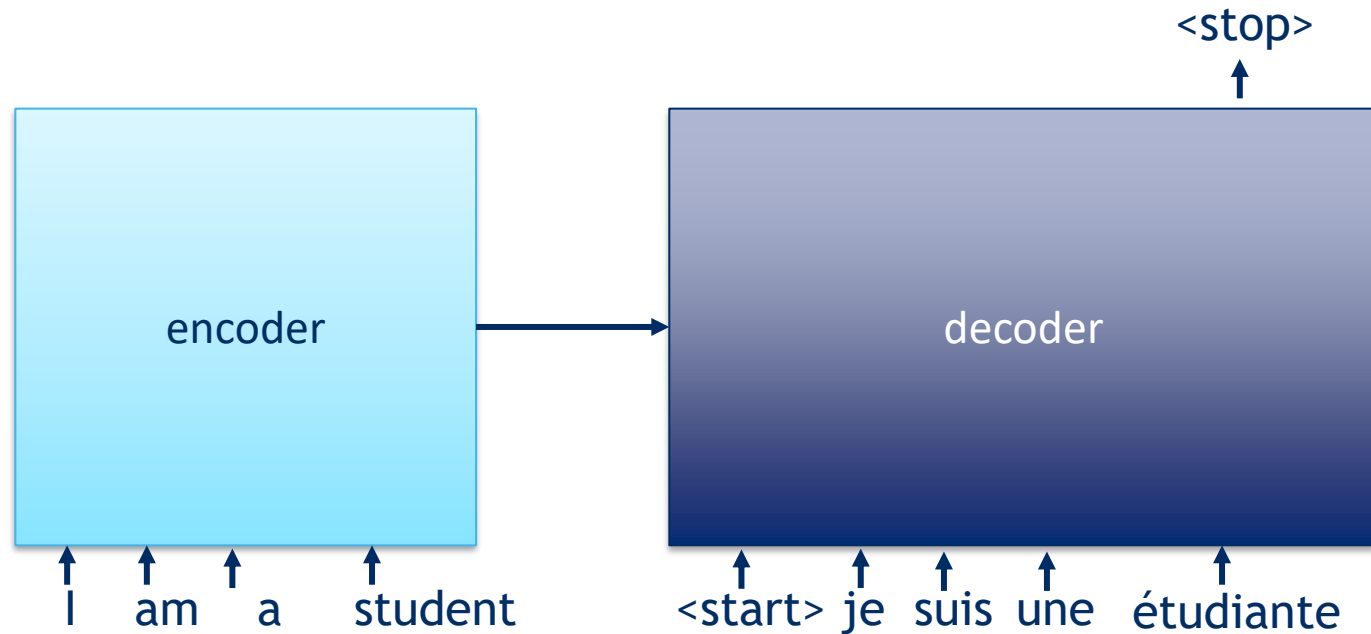 <stop>
encoder
decoder
I am a student
<start> je suis une étudiante